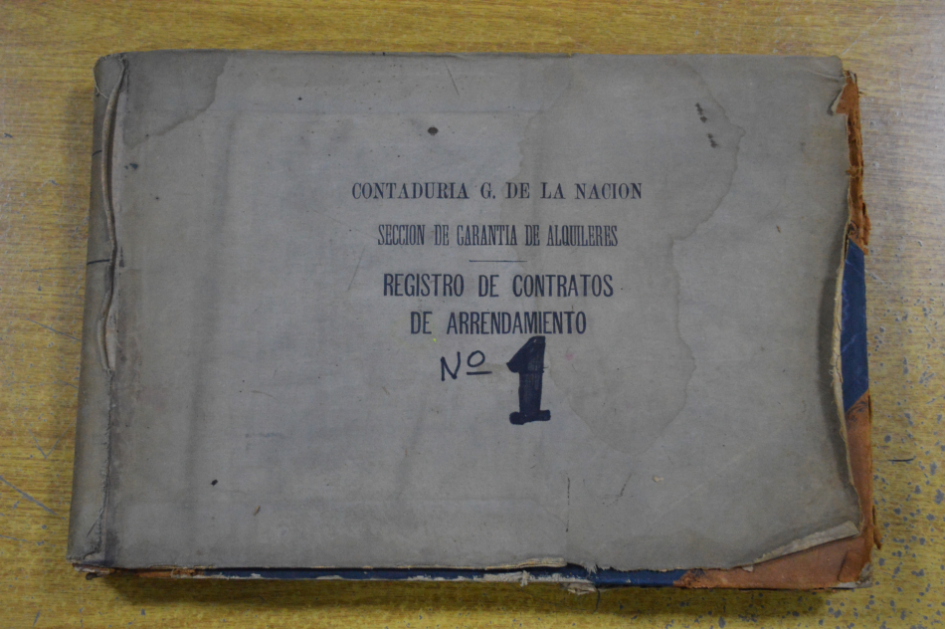 CONTADURIA G. DE LA NACION
SECCION DE GARANTIA DE ALQUILERES
REGISTRO DE CONTRATOS
DE ARRENDAMIENTO
Nº 1